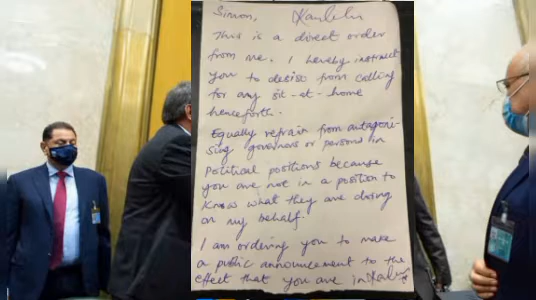 Simon,
This is a direct order
from me. I hereby instruct
you to desist from calling
for any sit-at-home
henceforth.
Equally refrain from antagoni-
sing governors or persons in
political positions because
you are not in a position to
know what they are doing
on my behalf.
I am ordering you to make
a public announcement to the
effect that you are in